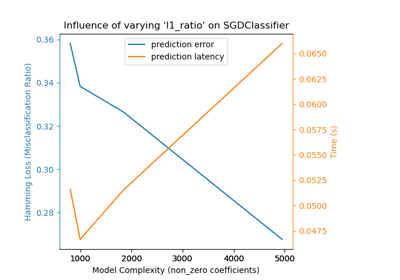 Influence of varying 'l1_ratio' on SGDClassifier
prediction error
prediction latency
0.36
0.34
0.32
0.30
0.28
Hamming Loss (Misclassification Ratio)
0.0650
0.0625
0.0600
0.0575
0.0550
0.0525
0.0500
0.0475
Time (s)
1000 2000 3000 4000 5000
Model Complexity (non_zero coefficients)